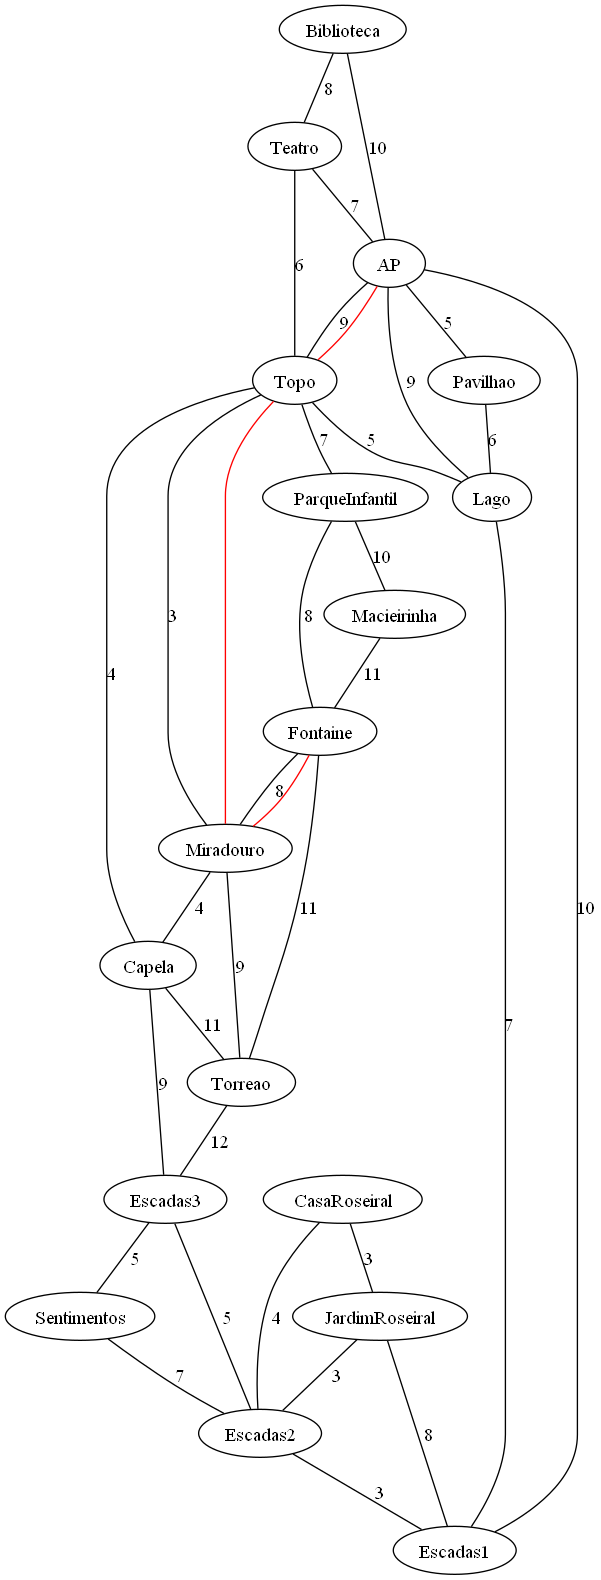 Biblioteca
8
Teatro
10
7
AP
6
9
5
Topo
Pavilhao
9
7
5
6
ParqueInfantil
Lago
10
3
8
Macieirinha
4
11
Fontaine
8
Miradouro
4
11
10
Capela
9
11
7
Torreao
9
12
Escadas3
CasaRoseiral
5
3
Sentimentos
5
4
JardimRoseiral
7
3
Escadas2
8
3
Escadas1